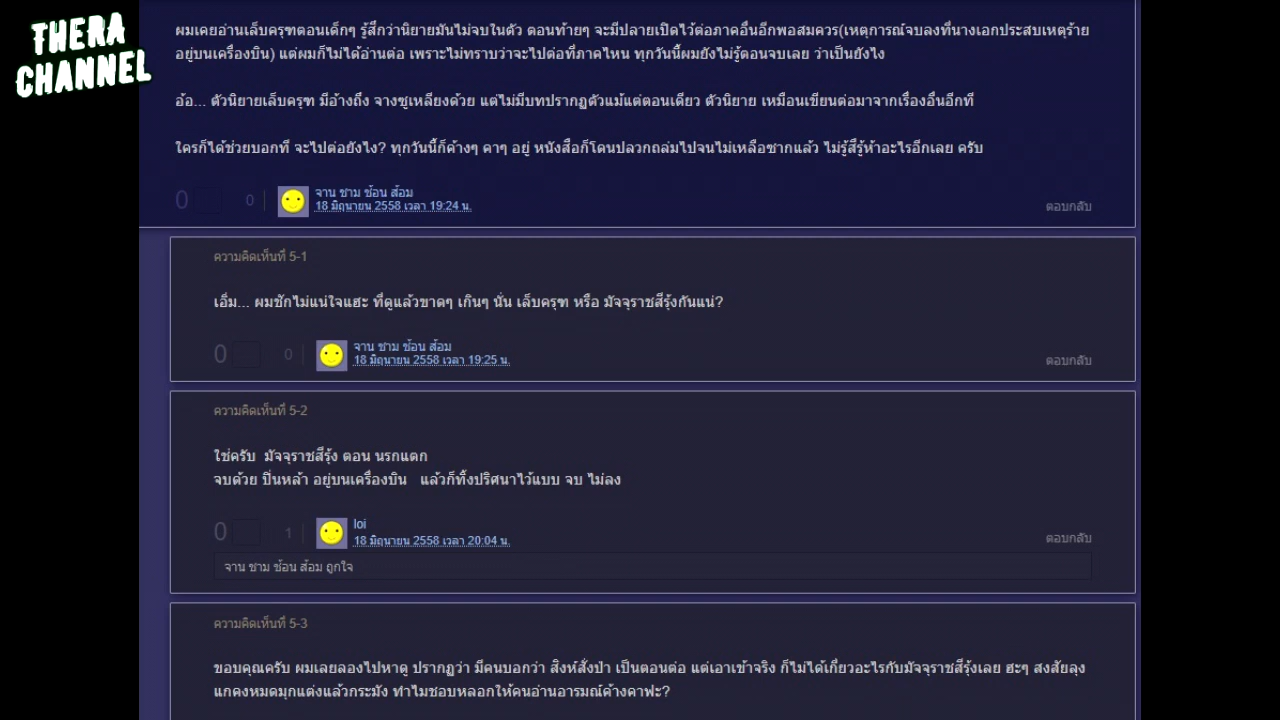 THERA
CHANNEL
ผมเคยอ่านเล็บครุฑตอนเด็กๆ รู้สึกว่านิยายมันไม่จบในตัว ตอนท้ายๆ จะมีปลายเปิดไว้ต่อภาคอื่นอีกพอสมควร(เหตุการณ์จบลงที่นางเอกประสบเหตุร้าย
อยู่บนเครื่องบิน) แต่ผมก็ไม่ได้อ่านต่อ เพราะไม่ทราบว่าจะไปต่อที่ภาคไหน ทุกวันนี้ผมยังไม่รู้ตอนจบเลย ว่าเป็นยังไง
อ้อ... ตัวนิยายเล็บครุฑ มีอ้างถึง จางซูเหลียงด้วย แต่ไม่มีบทปรากฏตัวแม้แต่ตอนเดียว ตัวนิยาย เหมือนเขียนต่อมาจากเรื่องอื่นอีกที
ใครก็ได้ช่วยบอกที จะไปต่อยังไง? ทุกวันนี้ก็ค้างๆ คาๆ อยู่ หนังสือก็โดนปลวกถล่มไปจนไม่เหลือซากแล้ว ไม่รู้สี่รู้ห้าอะไรอีกเลย ครับ
0 0 จาน ชาม ช้อน ส้อม
18 มิถุนายน 2558 เวลา 19:24 น. ตอบกลับ
ความคิดเห็นที่ 5-1
เอิ่ม... ผมชักไม่แน่ใจแฮะ ที่ดูแล้วขาดๆ เกินๆ นั่น เล็บครุฑ หรือ มัจจุราชสีรุ้งกันแน่?
0 0 จาน ชาม ช้อน ส้อม
18 มิถุนายน 2558 เวลา 19:25 น. ตอบกลับ
ความคิดเห็นที่ 5-2
ใช่ครับ มัจจุราชสีรุ้ง ตอน นรกแตก
จบด้วย ปิ่นหล้า อยู่บนเครื่องบิน แล้วก็ทิ้งปริศนาไว้แบบ จบ ไม่ลง
0 1 loi
18 มิถุนายน 2558 เวลา 20:04 น. ตอบกลับ
จาน ชาม ช้อน ส้อม ถูกใจ
ความคิดเห็นที่ 5-3
ขอบคุณครับ ผมเลยลองไปหาดู ปรากฏว่า มีคนบอกว่า สิงห์สั่งป่า เป็นตอนต่อ แต่เอาเข้าจริง ก็ไม่ได้เกี่ยวอะไรกับมัจจุราชสีรุ้งเลย ฮะๆ สงสัยลุง
แกคงหมดมุกแต่งแล้วกระมัง ทำไมชอบหลอกให้คนอ่านอารมณ์ค้างคาฟะ?